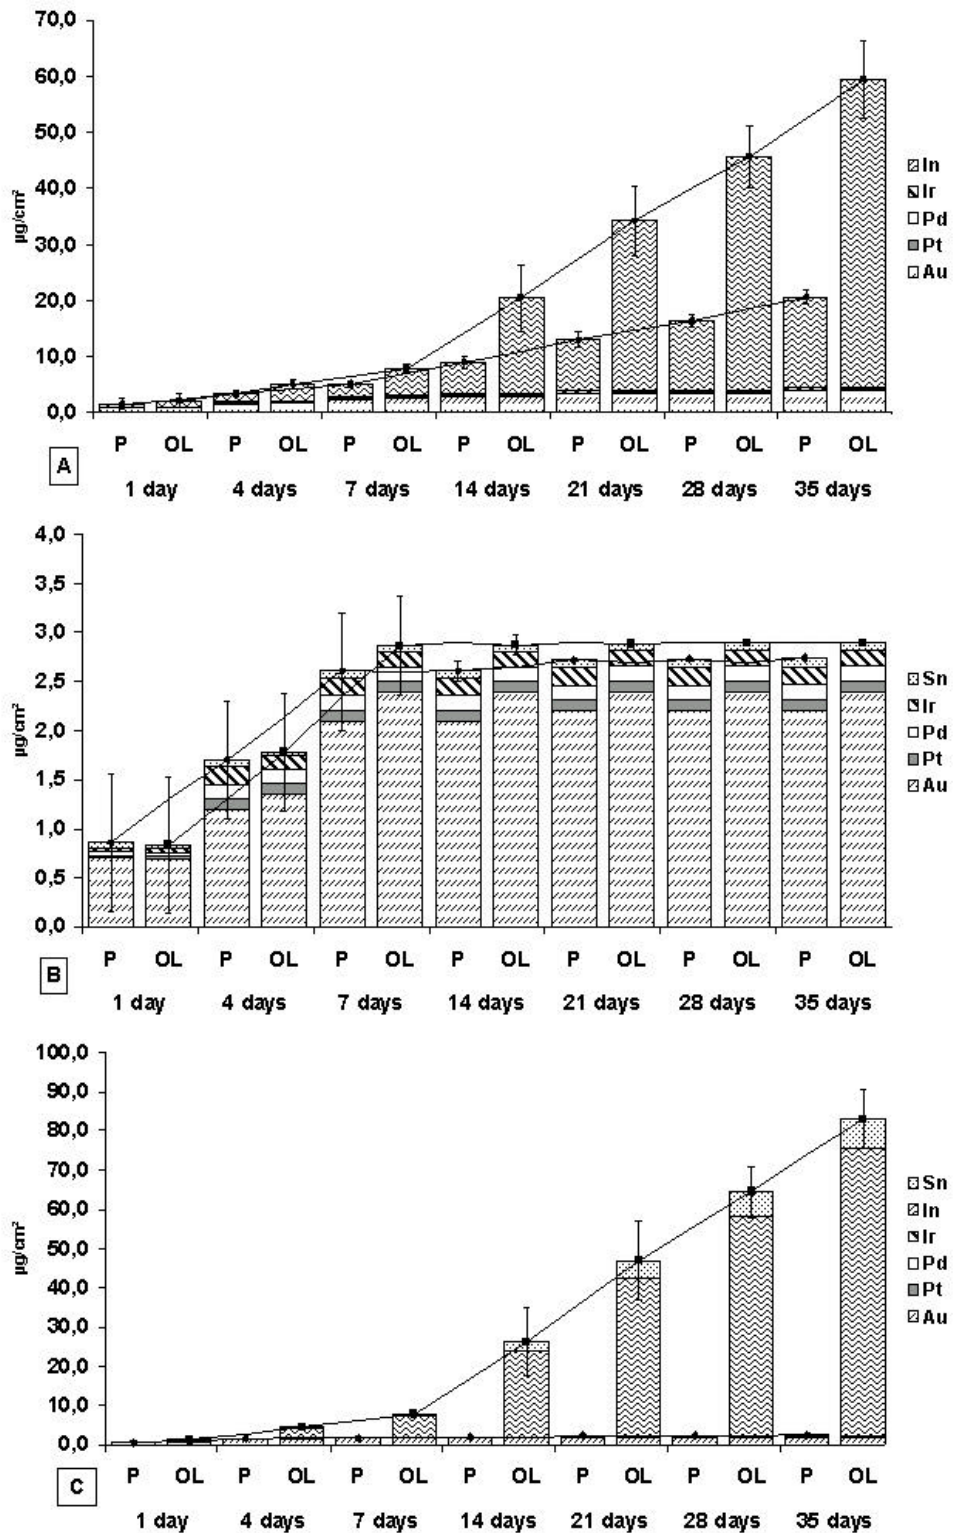 70,0
60,0
50,0
40,0
30,0
20,0
10,0
0,0
µg/cm²
In
Ir
Pd
Pt
Au
P OL P OL P OL P OL P OL P OL P OL
A
1 day 4 days 7 days 14 days 21 days 28 days 35 days
4,0
3,5
3,0
2,5
2,0
1,5
1,0
0,5
0,0
µg/cm²
Sn
Ir
Pd
Pt
Au
P OL P OL P OL P OL P OL P OL P OL
B
1 day 4 days 7 days 14 days 21 days 28 days 35 days
100,0
90,0
80,0
70,0
60,0
50,0
40,0
30,0
20,0
10,0
0,0
µg/cm²
Sn
In
Ir
Pd
Pt
Au
P OL P OL P OL P OL P OL P OL P OL
C
1 day 4 days 7 days 14 days 21 days 28 days 35 days